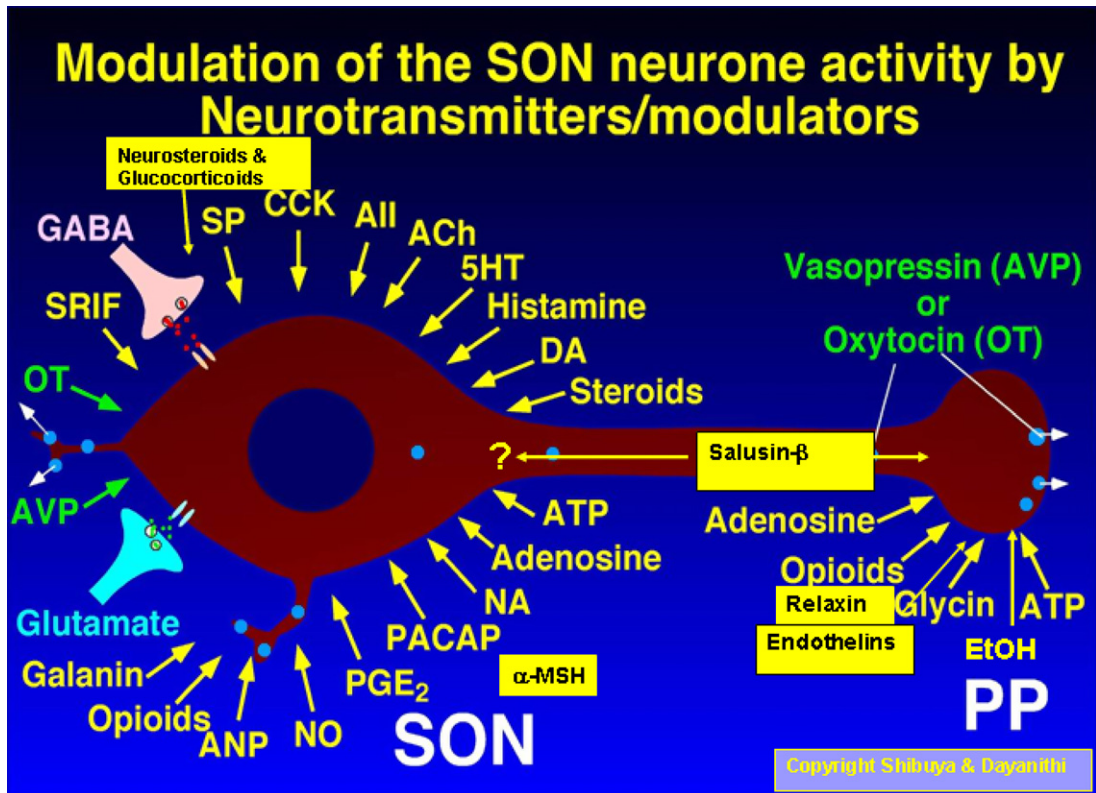 Modulation of the SON neurone activity by
Neurotransmitters/modulators
Neurosteroids &
Glucocorticoids
GABA
SP
CCK
AII
ACh
5HT
Histamine
DA
Steroids
SRIF
OT
AVP
Glutamate
Galanin
Opioids
ANP
NO
PGE2
PACAP
NA
Adenosine
ATP
?
α-MSH
SON
Vasopressin (AVP)
or
Oxytocin (OT)
Salusin-β
Adenosine
Opioids
Relaxin
Endothelins
Glycin
EtOH
ATP
PP
Copyright Shibuya & Dayanithi